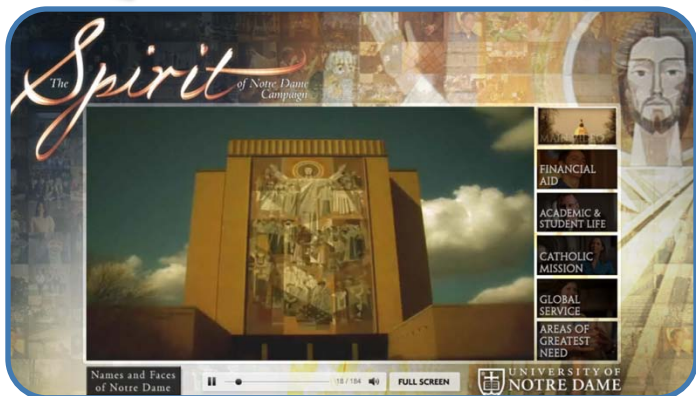 The Spirit of Notre Dame
Campaign
FINANCIAL
AID
ACADEMIC &
STUDENT LIFE
CATHOLIC
MISSION
GLOBAL
SERVICE
AREAS OF
GREATEST
NEED
Names and Faces
of Notre Dame
18 / 184
FULL SCREEN
UNIVERSITY OF
NOTRE DAME